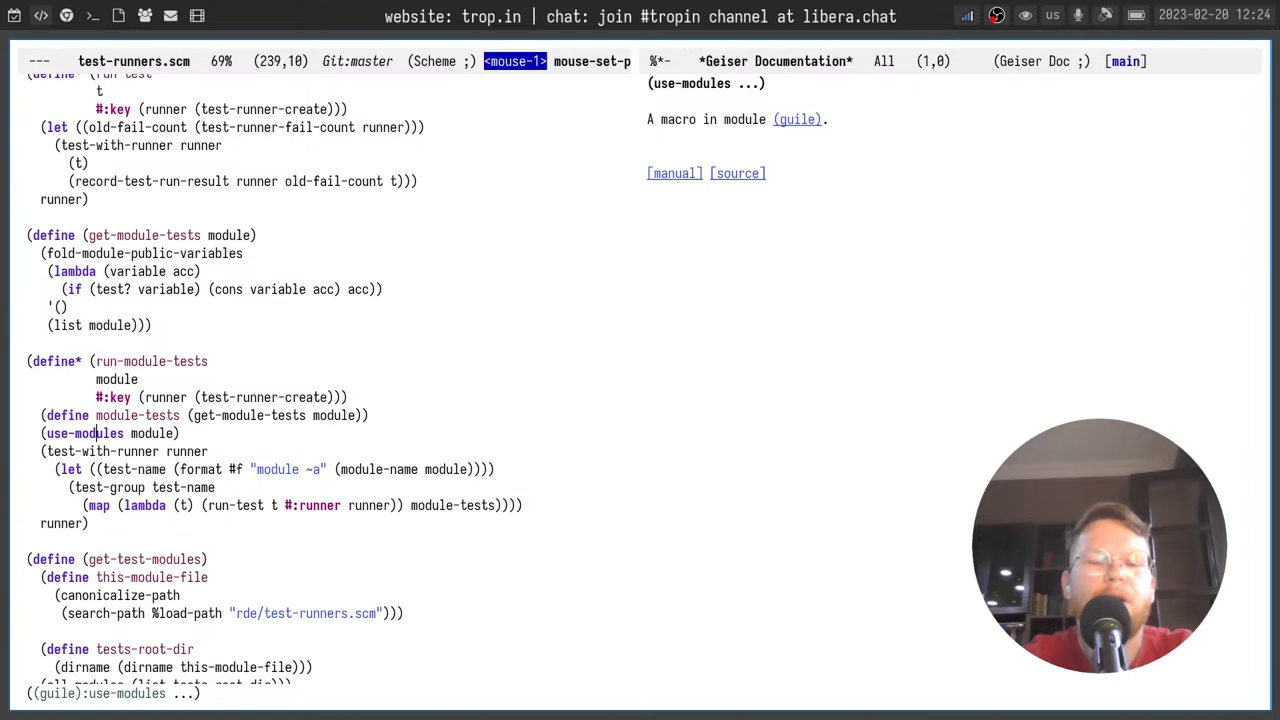 website: trop.in | chat: join #tropin channel at libera.chat
us
2023-02-20 12:24
--- test-runners.scm 69% (239,10) Git:master (Scheme ;) <mouse-1> mouse-set-p
%*- *Geiser Documentation* All (1,0) (Geiser Doc ;) [main]
(define* (run-test
t
#:key (runner (test-runner-create)))
(let ((old-fail-count (test-runner-fail-count runner)))
(test-with-runner runner
(t)
(record-test-run-result runner old-fail-count t)))
runner)
(define (get-module-tests module)
(fold-module-public-variables
(lambda (variable acc)
(if (test? variable) (cons variable acc) acc))
'()
(list module)))
(define* (run-module-tests
module
#:key (runner (test-runner-create)))
(define module-tests (get-module-tests module))
(use-modules module)
(test-with-runner runner
(let ((test-name (format #f "module ~a" (module-name module))))
(test-group test-name
(map (lambda (t) (run-test t #:runner runner)) module-tests))))
runner)
(define (get-test-modules)
(define this-module-file
(canonicalize-path
(search-path %load-path "rde/test-runners.scm")))
(define tests-root-dir
(dirname (dirname this-module-file)))
((guile):use-modules ...)
(use-modules ...)
A macro in module (guile).
[manual] [source]